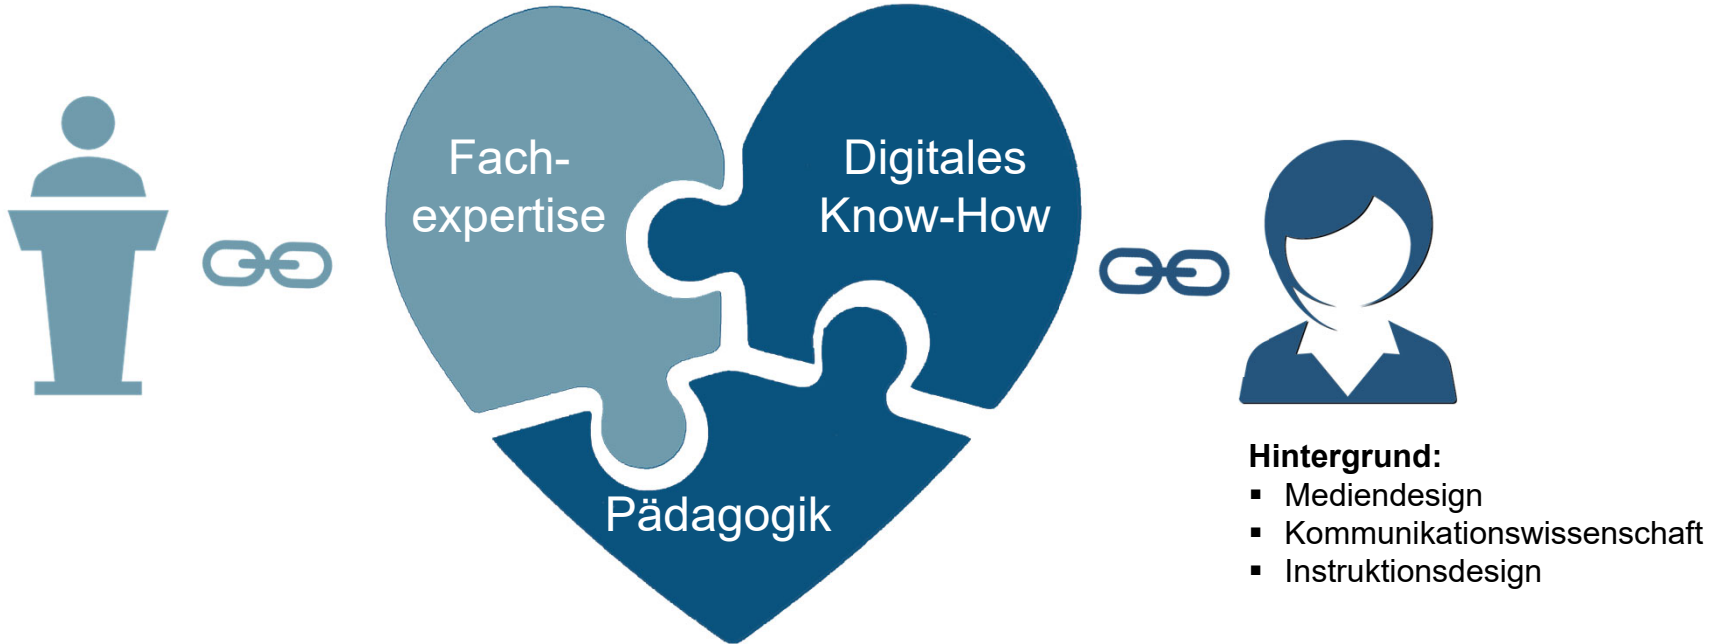 Fach-
expertise
Digitales
Know-How
Pädagogik
Hintergrund:
▪ Mediendesign
▪ Kommunikationswissenschaft
▪ Instruktionsdesign